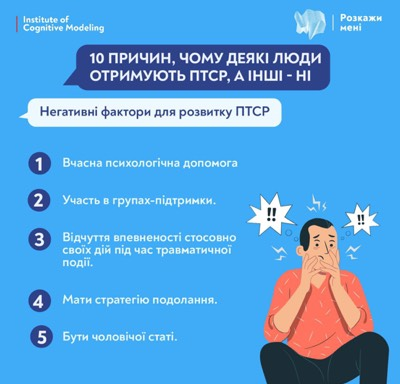 Institute of
Cognitive Modeling
Розкажи
мені
10 ПРИЧИН, ЧОМУ ДЕЯКІ ЛЮДИ
ОТРИМУЮТЬ ПТСР, А ІНШІ - НІ
Негативні фактори для розвитку ПТСР
1 Вчасна психологічна допомога
2 Участь в групах-підтримки.
3 Відчуття впевненості стосовно
своїх дій під час травматичної
події.
4 Мати стратегію подолання.
5 Бути чоловічої статі.
!!
!!